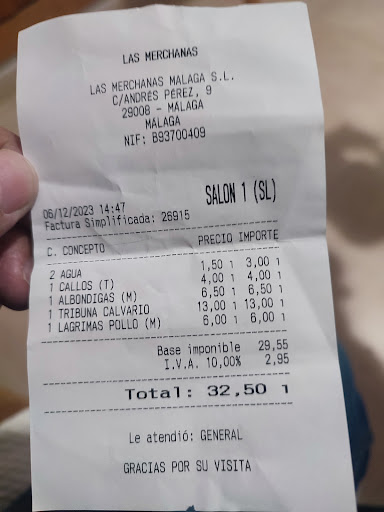 LAS MERCHANAS
LAS MERCHANAS MALAGA S.L.
C/ANDRÉS PÉREZ, 9
29008 - MALAGA
MALAGA
NIF: B93700409
SALON 1 (SL)
06/12/2023 14:47
Factura Simplificada: 26915
C. CONCEPTO PRECIO IMPORTE
2 AGUA 1,50 1 3,00 1
1 CALLOS (T) 4,00 1 4,00 1
1 ALBONDIGAS (M) 6,50 1 6,50 1
1 TRIBUNA CALVARIO 13,00 1 13,00 1
1 LAGRIMAS POLLO (M) 6,00 1 6,00 1
Base imponible 29,55
I.V.A. 10,00% 2,95
Total: 32,50 1
Le atendió: GENERAL
GRACIAS POR SU VISITA